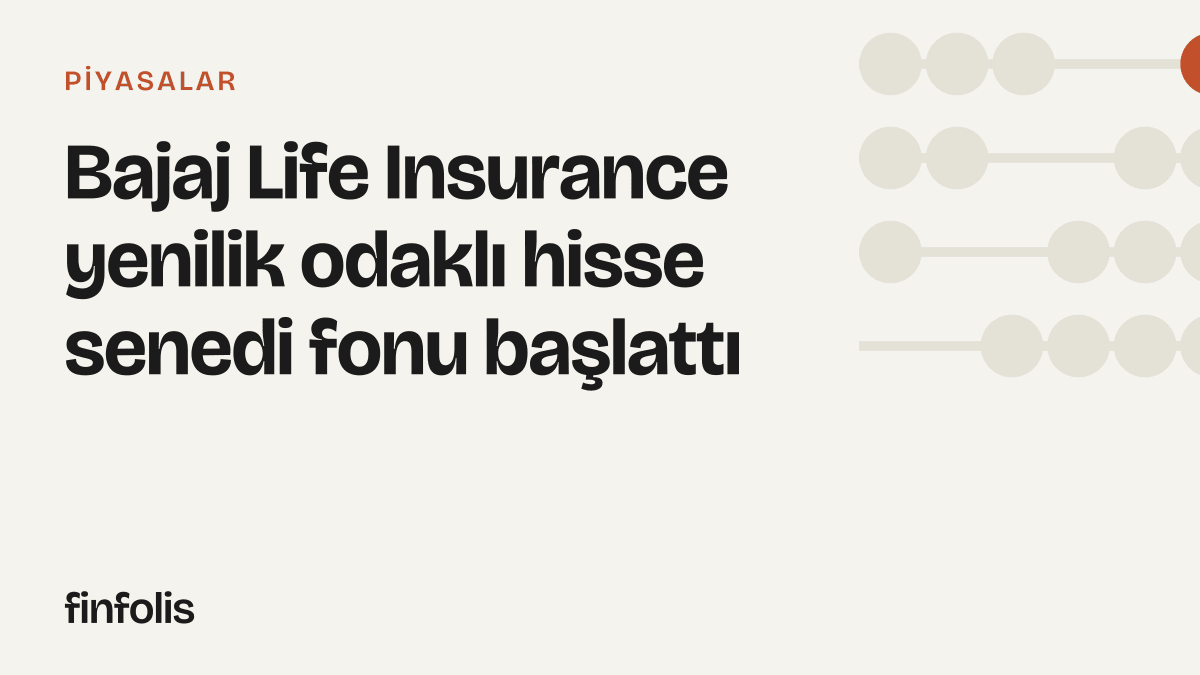 PİYASALAR
Bajaj Life Insurance
yenilik odaklı hisse
senedi fonu başlattı
finfolis